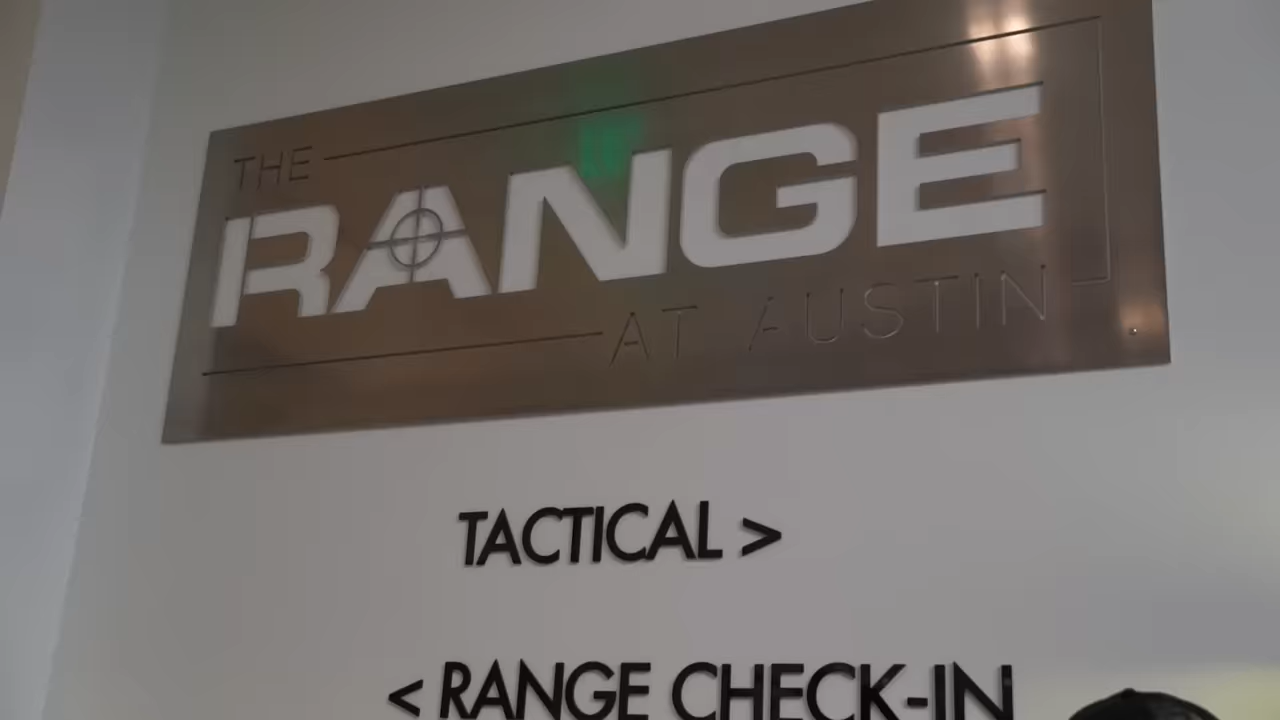 THE
RANGE
AT AUSTIN
TACTICAL >
< RANGE CHECK-IN